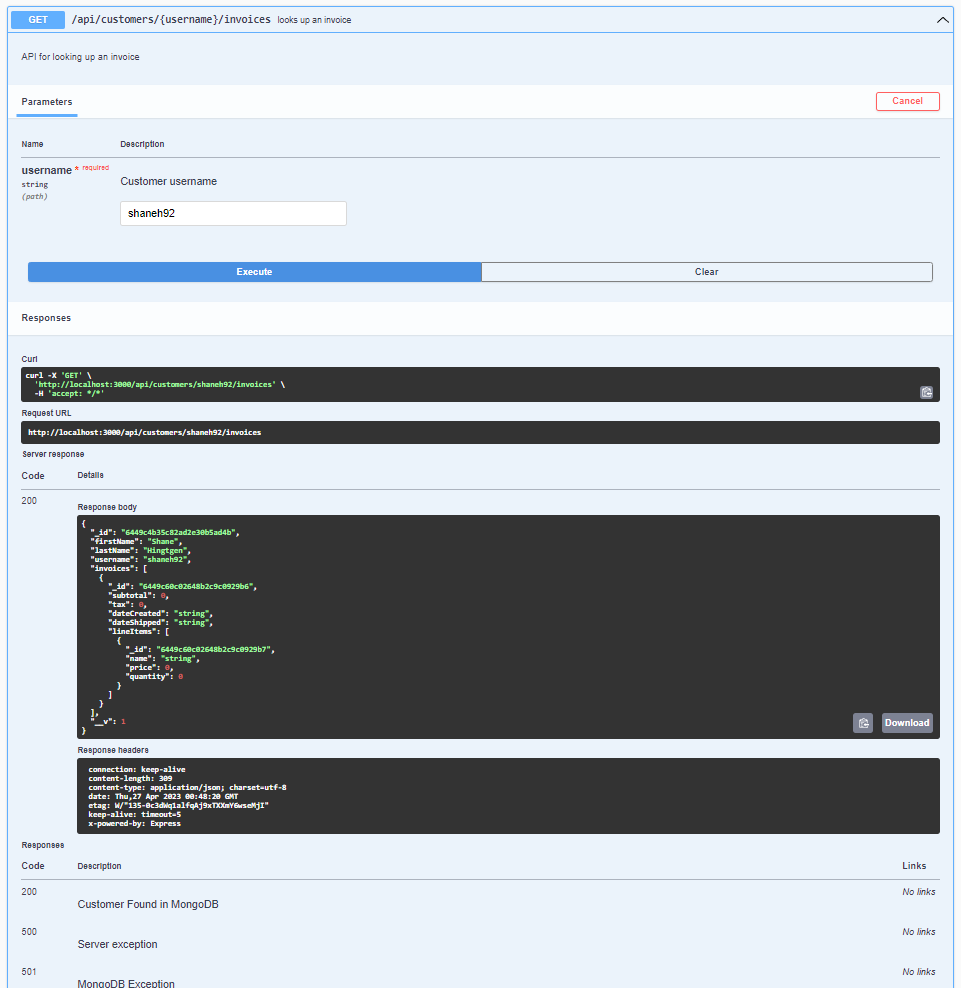 GET /api/customers/{username}/invoices looks up an invoice
API for looking up an invoice
Parameters
Cancel
Name Description
username * required
string
(path)
Customer username
shaneh92
Execute Clear
Responses
Curl
curl -X 'GET' \
'http://localhost:3000/api/customers/shaneh92/invoices' \
-H 'accept: */*'
Request URL
http://localhost:3000/api/customers/shaneh92/invoices
Server response
Code Details
200
Response body
{
"_id": "6449c4b35c82ad2e30b5ad4b",
"firstName": "Shane",
"lastName": "Hingtgen",
"username": "shaneh92",
"invoices": [
{
"_id": "6449c60c02648b2c9c0929b6",
"subtotal": 0,
"tax": 0,
"dateCreated": "string",
"dateShipped": "string",
"lineItems": [
{
"_id": "6449c60c02648b2c9c0929b7",
"name": "string",
"price": 0,
"quantity": 0
}
]
}
],
"__v": 1
}
Download
Response headers
connection: keep-alive
content-length: 309
content-type: application/json; charset=utf-8
date: Thu,27 Apr 2023 00:48:20 GMT
etag: W/"135-0c3dWq1alfqAj9xTXXmY6wseMjI"
keep-alive: timeout=5
x-powered-by: Express
Responses
Code Description Links
200 No links
Customer Found in MongoDB
500 No links
Server exception
501 No links
MongoDB Exception